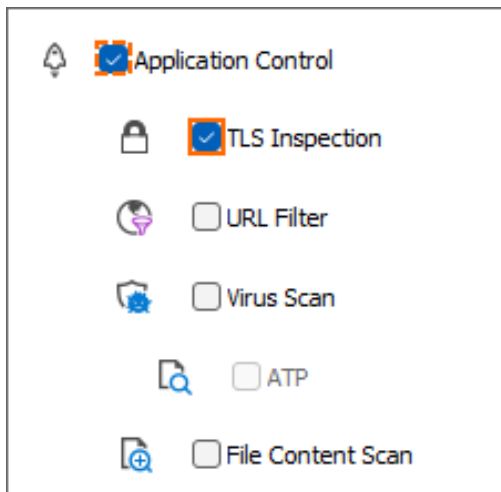 Application Control
TLS Inspection
URL Filter
Virus Scan
ATP
File Content Scan